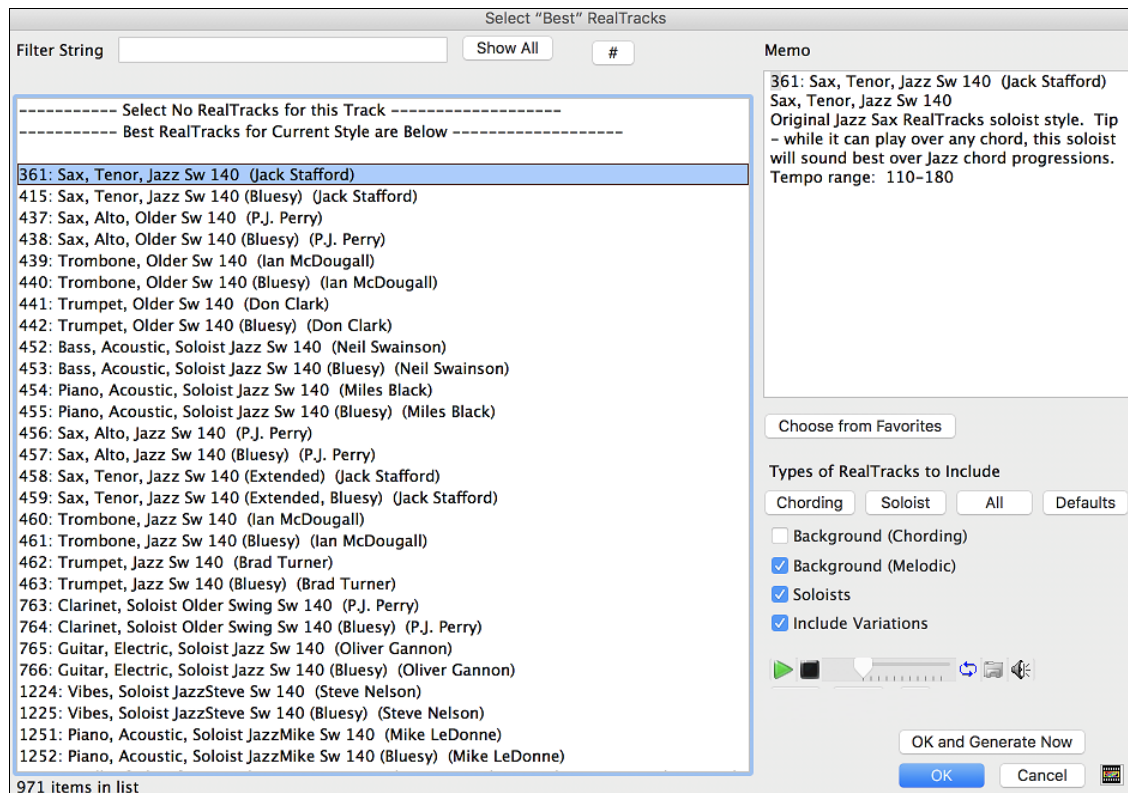 Select “Best” RealTracks
Filter String
Show All
#
Memo
----------- Select No RealTracks for this Track -------------------
----------- Best RealTracks for Current Style are Below -------------------
361: Sax, Tenor, Jazz Sw 140  (Jack Stafford)
415: Sax, Tenor, Jazz Sw 140 (Bluesy)  (Jack Stafford)
437: Sax, Alto, Older Sw 140  (P.J. Perry)
438: Sax, Alto, Older Sw 140 (Bluesy)  (P.J. Perry)
439: Trombone, Older Sw 140  (Ian McDougall)
440: Trombone, Older Sw 140 (Bluesy)  (Ian McDougall)
441: Trumpet, Older Sw 140  (Don Clark)
442: Trumpet, Older Sw 140 (Bluesy)  (Don Clark)
452: Bass, Acoustic, Soloist Jazz Sw 140  (Neil Swainson)
453: Bass, Acoustic, Soloist Jazz Sw 140 (Bluesy)  (Neil Swainson)
454: Piano, Acoustic, Soloist Jazz Sw 140  (Miles Black)
455: Piano, Acoustic, Soloist Jazz Sw 140 (Bluesy)  (Miles Black)
456: Sax, Alto, Jazz Sw 140  (P.J. Perry)
457: Sax, Alto, Jazz Sw 140 (Bluesy)  (P.J. Perry)
458: Sax, Tenor, Jazz Sw 140 (Extended)  (Jack Stafford)
459: Sax, Tenor, Jazz Sw 140 (Extended, Bluesy)  (Jack Stafford)
460: Trombone, Jazz Sw 140  (Ian McDougall)
461: Trombone, Jazz Sw 140 (Bluesy)  (Ian McDougall)
462: Trumpet, Jazz Sw 140  (Brad Turner)
463: Trumpet, Jazz Sw 140 (Bluesy)  (Brad Turner)
763: Clarinet, Soloist Older Swing Sw 140  (P.J. Perry)
764: Clarinet, Soloist Older Swing Sw 140 (Bluesy)  (P.J. Perry)
765: Guitar, Electric, Soloist Jazz Sw 140  (Oliver Gannon)
766: Guitar, Electric, Soloist Jazz Sw 140 (Bluesy)  (Oliver Gannon)
1224: Vibes, Soloist JazzSteve Sw 140  (Steve Nelson)
1225: Vibes, Soloist JazzSteve Sw 140 (Bluesy)  (Steve Nelson)
1251: Piano, Acoustic, Soloist JazzMike Sw 140  (Mike LeDonne)
1252: Piano, Acoustic, Soloist JazzMike Sw 140 (Bluesy)  (Mike LeDonne)
971 items in list
361: Sax, Tenor, Jazz Sw 140  (Jack Stafford)
Sax, Tenor, Jazz Sw 140
Original Jazz Sax RealTracks soloist style.  Tip
- while it can play over any chord, this soloist
will sound best over Jazz chord progressions.
Tempo range:  110-180
Choose from Favorites
Types of RealTracks to Include
Chording
Soloist
All
Defaults
Background (Chording)
Background (Melodic)
Soloists
Include Variations
OK and Generate Now
OK
Cancel